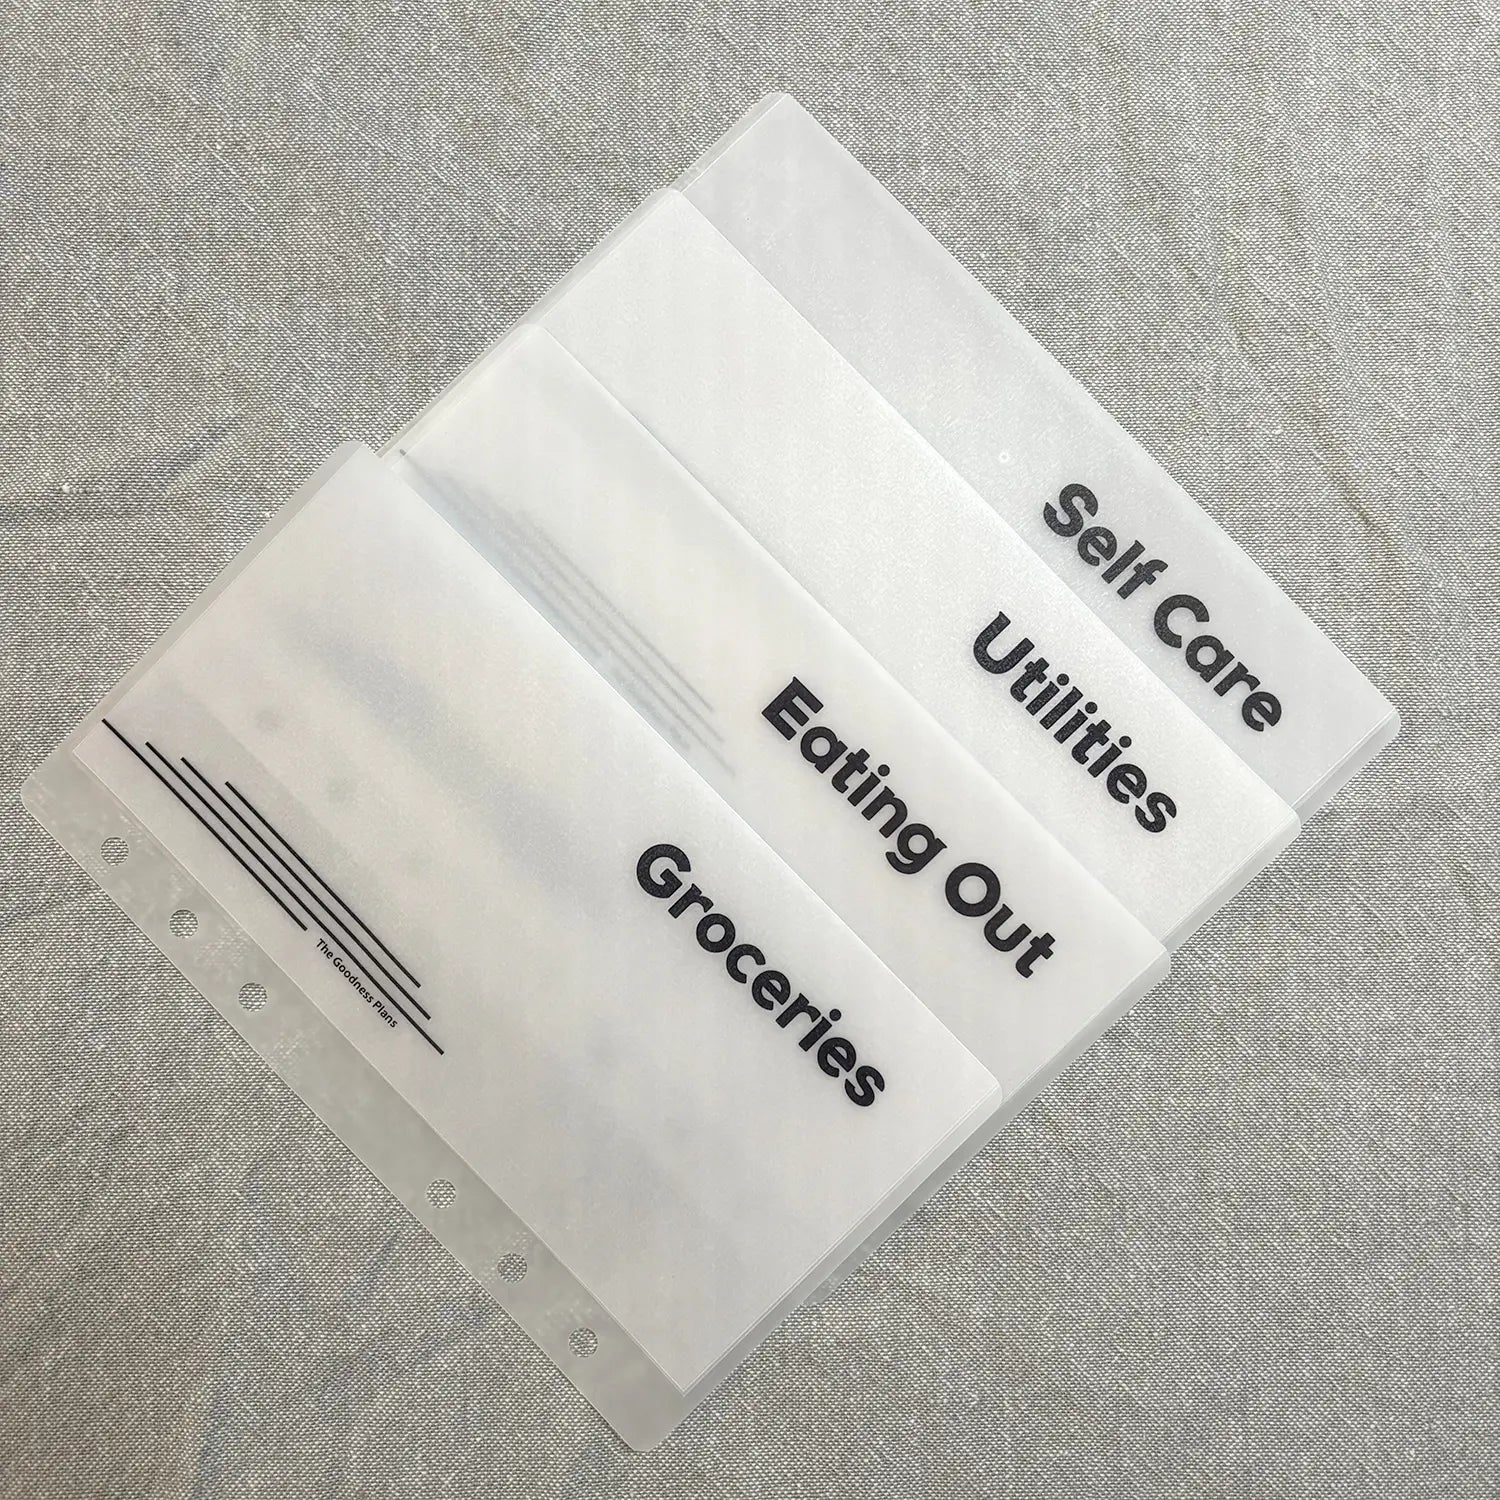 Self Care
Utilities
Eating Out
Groceries
The Goodness Plans